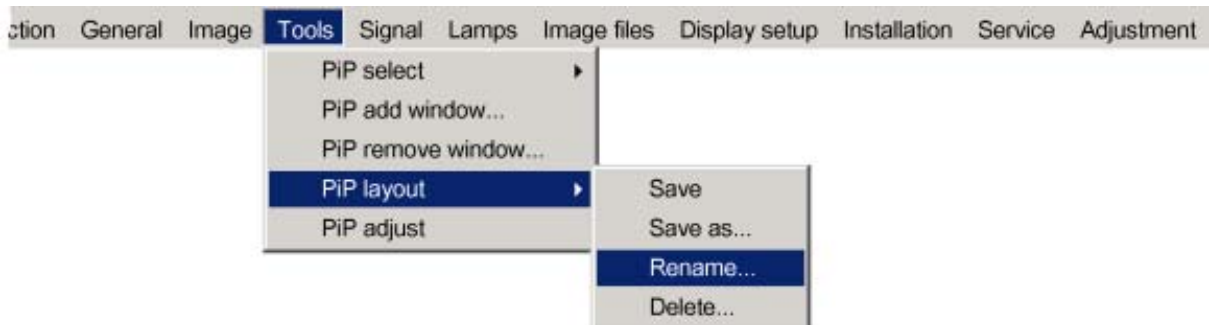 ction General Image Tools Signal Lamps Image files Display setup Installation Service Adjustment
PiP select
PiP add window...
PiP remove window...
PiP layout
Save
PiP adjust
Save as...
Rename...
Delete...